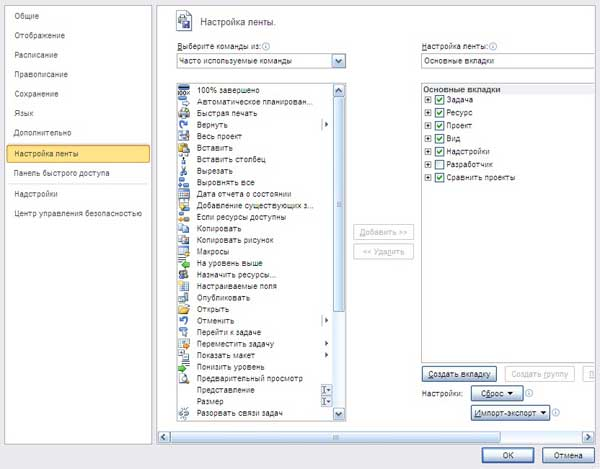 Общие
Отображение
Расписание
Правописание
Сохранение
Язык
Дополнительно
Настройка ленты
Панель быстрого доступа
Надстройки
Центр управления безопасностью
Настройка ленты.
Выберите команды из:
Часто используемые команды
100% завершено
Автоматическое планирован...
Быстрая печать
Вернуть
Весь проект
Вставить
Вставить столбец
Вырезать
Выровнять все
Дата отчета о состоянии
Добавление существующих з...
Если ресурсы доступны
Копировать
Копировать рисунок
Макросы
На уровень выше
Назначить ресурсы...
Настраиваемые поля
Опубликовать
Открыть
Отменить
Перейти к задаче
Переместить задачу
Показать макет
Понизить уровень
Предварительный просмотр
Представление
Размер
Разорвать связи задач
Добавить >>
<< Удалить
Настройка ленты:
Основные вкладки
Основные вкладки
Задача
Ресурс
Проект
Вид
Надстройки
Разработчик
Сравнить проекты
Создать вкладку
Создать группу
Настройки:
Сброс
Импорт-экспорт
ОК
Отмена